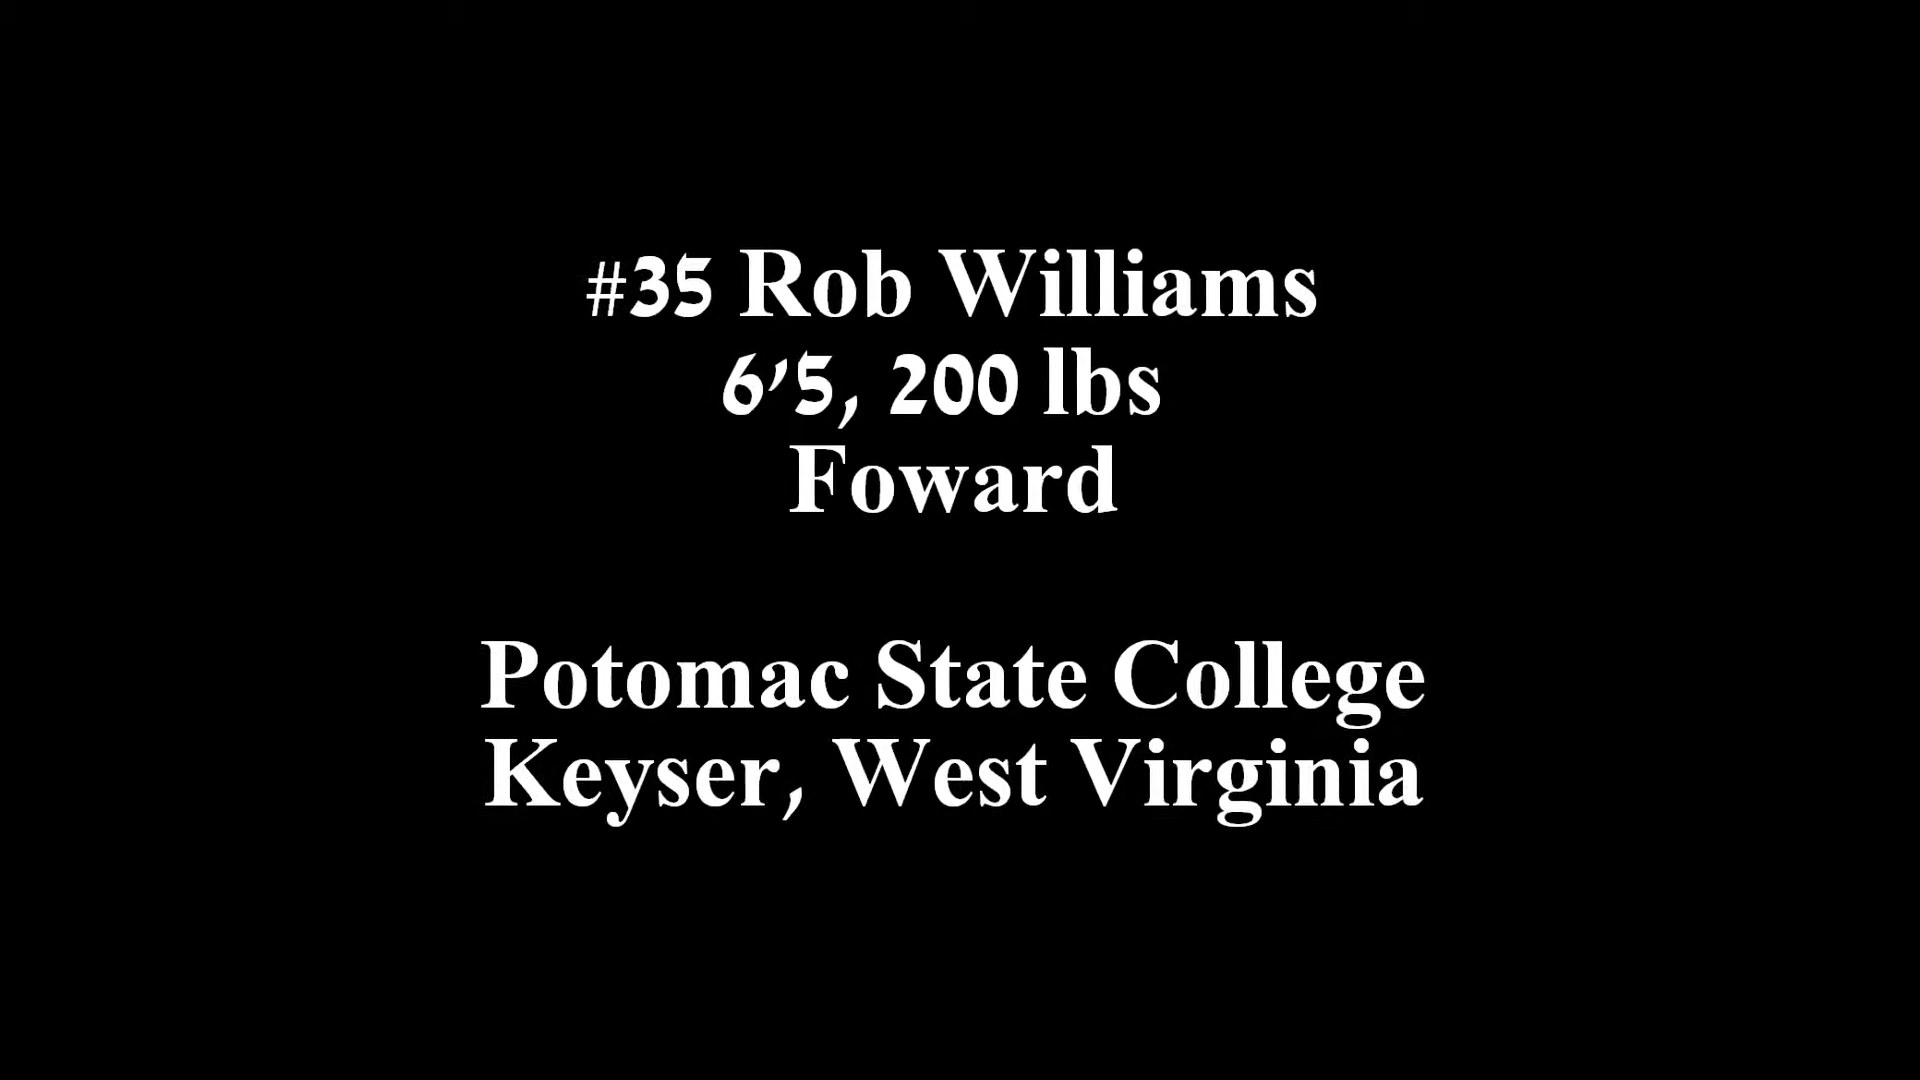 #35 Rob Williams
6'5, 200 lbs
Foward
Potomac State College
Keyser, West Virginia